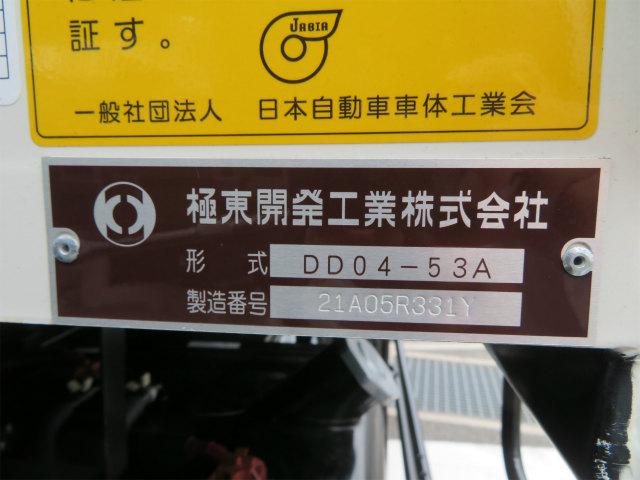 証す。
JABIA
一般社団法人 日本自動車車体工業会
極東開発工業株式会社
形式 DD04-53A
製造番号 21A05R331Y